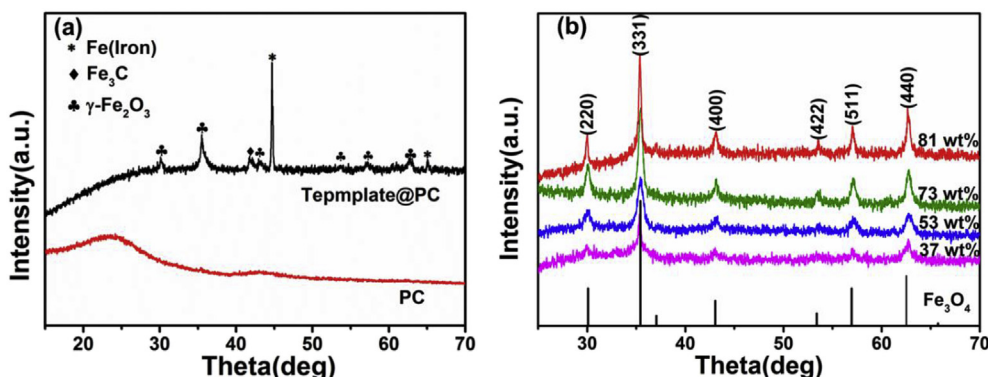 (a)
* Fe(Iron)
♦ Fe₃C
♣ γ-Fe₂O₃
*
♣
♣
♦
♣
♣
♣
♣
*
Tepmplate@PC
PC
Intensity(a.u.)
20 30 40 50 60 70
Theta(deg)
(b)
(220)
(331)
(400)
(422)
(511)
(440)
81 wt%
73 wt%
53 wt%
37 wt%
Fe₃O₄
Intensity(a.u.)
30 40 50 60 70
Theta(deg)